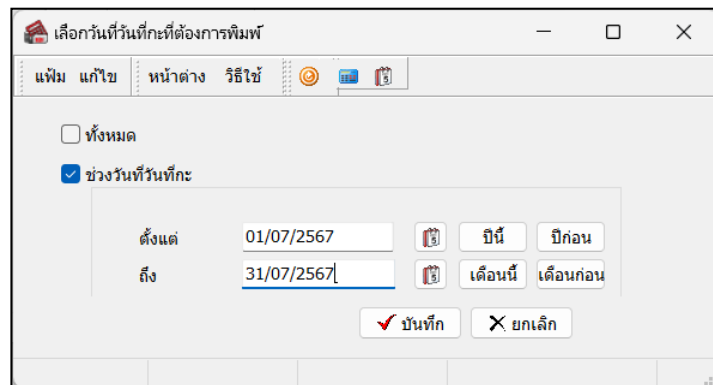 เลือกวันที่วันที่กะที่ต้องการพิมพ์
แฟ้ม แก้ไข หน้าต่าง วิธีใช้
ทั้งหมด
ช่วงวันที่วันที่กะ
ตั้งแต่ 01/07/2567 ปีนี้ ปีก่อน
ถึง 31/07/2567 เดือนนี้ เดือนก่อน
บันทึก ยกเลิก